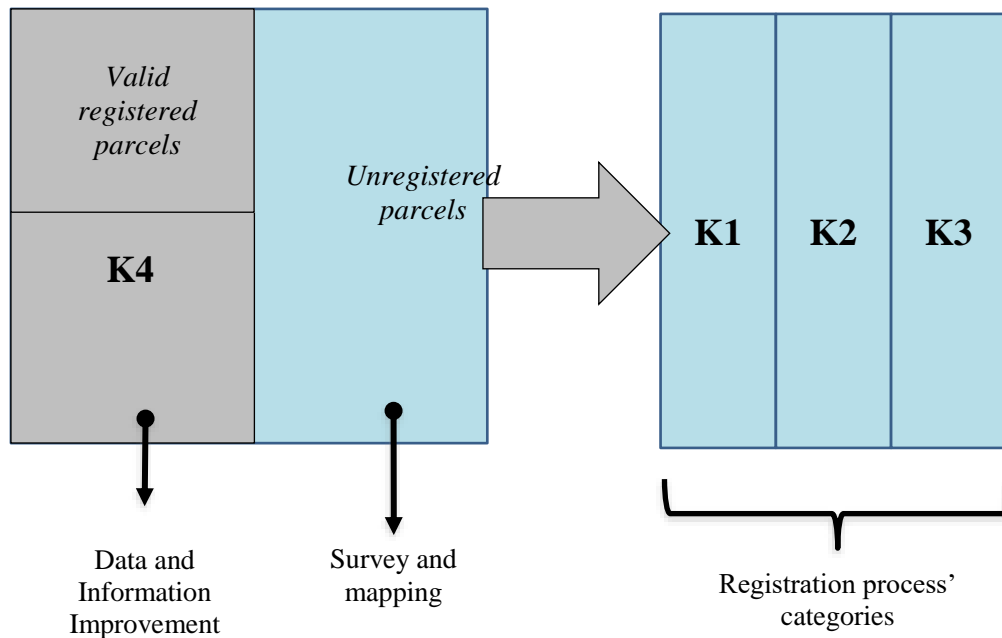 Valid
registered
parcels
Unregistered
parcels
K4
K1
K2
K3
Data and
Information
Improvement
Survey and
mapping
Registration process’
categories